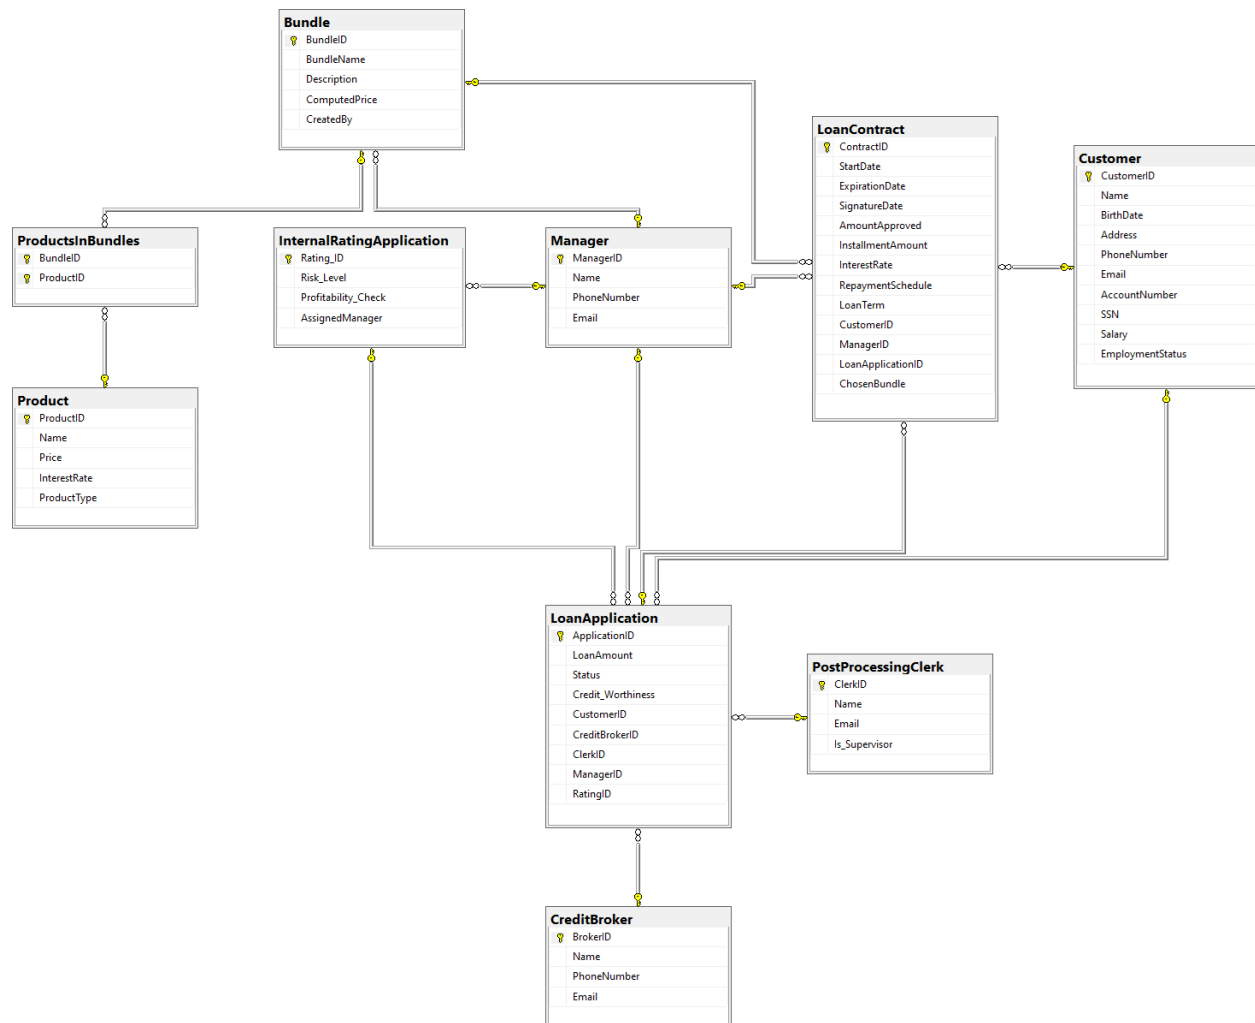 Bundle
BundleID
BundleName
Description
ComputedPrice
CreatedBy
LoanContract
ContractID
StartDate
ExpirationDate
SignatureDate
AmountApproved
InstallmentAmount
InterestRate
RepaymentSchedule
LoanTerm
CustomerID
ManagerID
LoanApplicationID
ChosenBundle
Customer
CustomerID
Name
BirthDate
Address
PhoneNumber
Email
AccountNumber
SSN
Salary
EmploymentStatus
ProductsInBundles
BundleID
ProductID
InternalRatingApplication
Rating_ID
Risk_Level
Profitability_Check
AssignedManager
Manager
ManagerID
Name
PhoneNumber
Email
Product
ProductID
Name
Price
InterestRate
ProductType
LoanApplication
ApplicationID
LoanAmount
Status
Credit_Worthiness
CustomerID
CreditBrokerID
ClerkID
ManagerID
RatingID
PostProcessingClerk
ClerkID
Name
Email
Is_Supervisor
CreditBroker
BrokerID
Name
PhoneNumber
Email